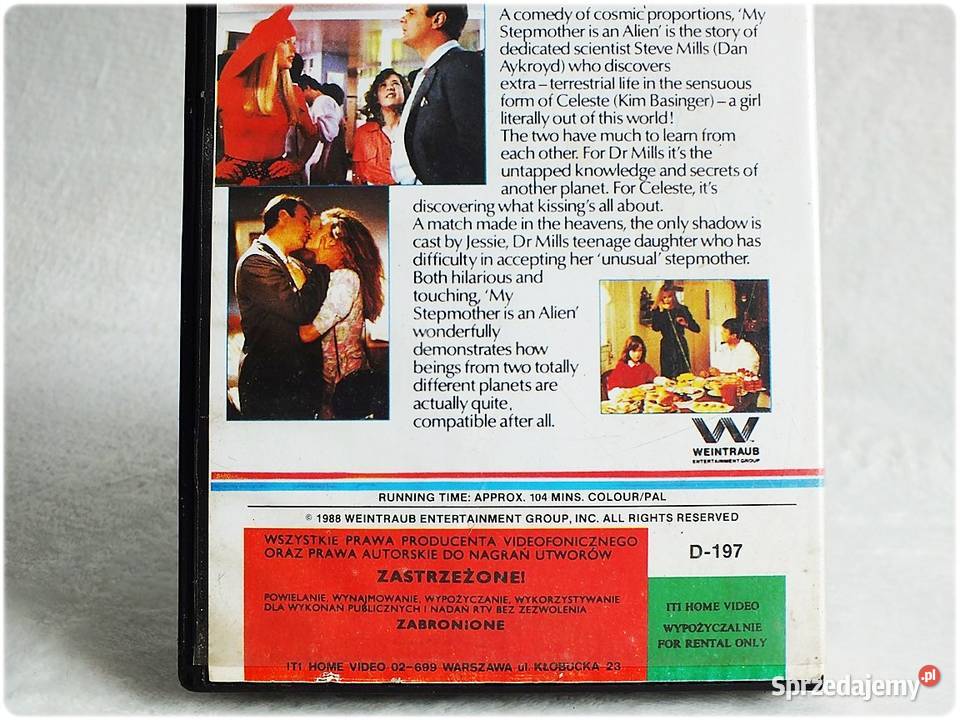 A comedy of cosmic proportions, 'My
Stepmother is an Alien' is the story of
dedicated scientist Steve Mills (Dan
Aykroyd) who discovers
extra–terrestrial life in the sensuous
form of Celeste (Kim Basinger) – a girl
literally out of this world!
The two have much to learn from
each other. For Dr Mills it's the
untapped knowledge and secrets of
another planet. For Celeste, it's
discovering what kissing's all about.
A match made in the heavens, the only shadow is
cast by Jessie, Dr Mills teenage daughter who has
difficulty in accepting her 'unusual' stepmother.
Both hilarious and
touching, 'My
Stepmother is an Alien'
wonderfully
demonstrates how
beings from two totally
different planets are
actually quite,
compatible after all.
W
WEINTRAUB
ENTERTAINMENT GROUP
RUNNING TIME: APPROX. 104 MINS. COLOUR/PAL
© 1988 WEINTRAUB ENTERTAINMENT GROUP, INC. ALL RIGHTS RESERVED
WSZYSTKIE PRAWA PRODUCENTA VIDEOFONICZNEGO
ORAZ PRAWA AUTORSKIE DO NAGRAŃ UTWORÓW
ZASTRZEŻONE!
POWIELANIE, WYNAJMOWANIE, WYPOŻYCZANIE, WYKORZYSTYWANIE
DLA WYKONAŃ PUBLICZNYCH I NADAŃ RTV BEZ ZEZWOLENIA
ZABRONIONE
ITI HOME VIDEO 02–699 WARSZAWA ul. KŁOBUCKA 23
D-197
ITI HOME VIDEO
WYPOŻYCZALNIE
FOR RENTAL ONLY
Sprzedajemy.pl